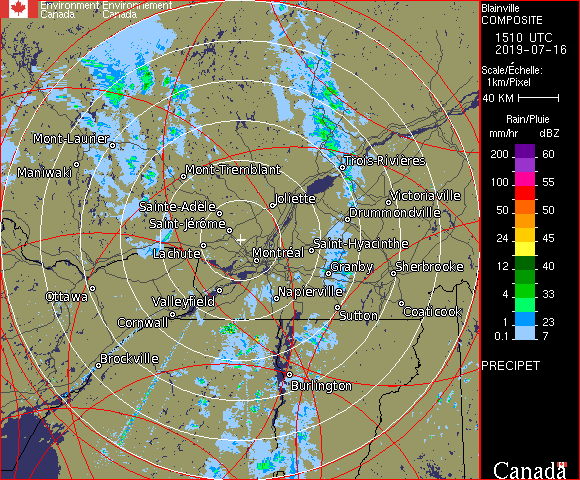 Environment Environnement
Canada Canada
Blainville
COMPOSITE
1510 UTC
2019-07-16
Scale/Échelle:
1km/Pixel
40 KM
Rain/Pluie
mm/hr dBZ
200 60
100 55
50 50
24 45
12 40
4 33
1 23
0.1 7
PRECIPET
Mont-Laurier
Maniwaki
Mont-Tremblant
Trois-Rivières
Sainte-Adele
Joliette
Victoriaville
Saint-Jérôme
Drummondville
Lachute
Montréal
Saint-Hyacinthe
Granby
Sherbrooke
Ottawa
Valleyfield
Napierville
Cornwall
Sutton
Coaticook
Brockville
Burlington
Canada